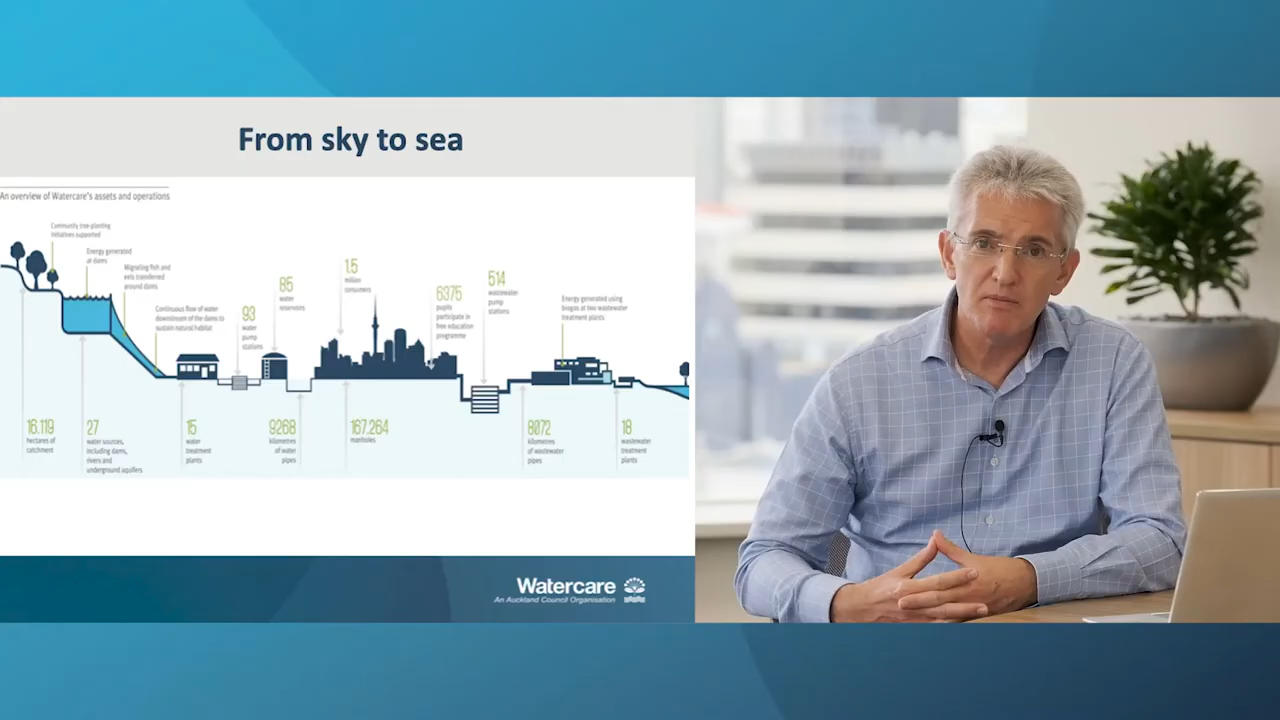 From sky to sea
An overview of Watercare's assets and operations
Community tree-planting
initiatives supported
Energy generated
at dams
Migrating fish and
eels transferred
around dams
Continuous flow of water
downstream of the dams to
sustain natural habitat
93
water
pump
stations
85
water
reservoirs
1.5
million
consumers
6375
pupils
participate in
free education
programme
514
wastewater
pump
stations
Energy generated using
biogas at two wastewater
treatment plants
16.119
hectares of
catchment
27
water sources,
including dams,
rivers and
underground aquifers
15
water
treatment
plants
9268
kilometres
of water
pipes
167.264
manholes
8072
kilometres
of wastewater
pipes
18
wastewater
treatment
plants
Watercare
An Auckland Council Organisation